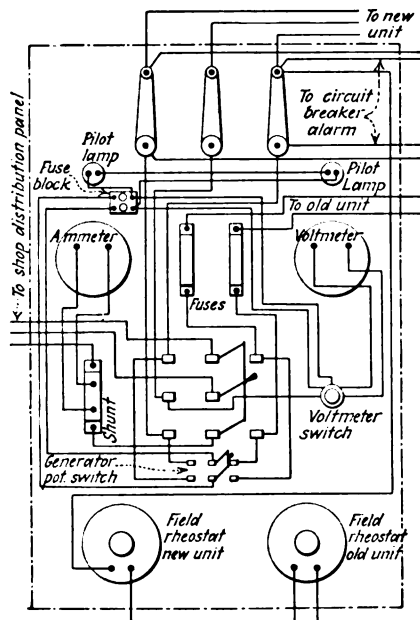 To new
unit
To circuit
breaker
alarm
Pilot
lamp
Fuse
block
Pilot
Lamp
To shop distribution panel
To old unit
Ammeter
Voltmeter
Fuses
Shunt
Voltmeter
switch
Generator
pot. switch
Field
rheostat
new unit
Field
rheostat
old unit